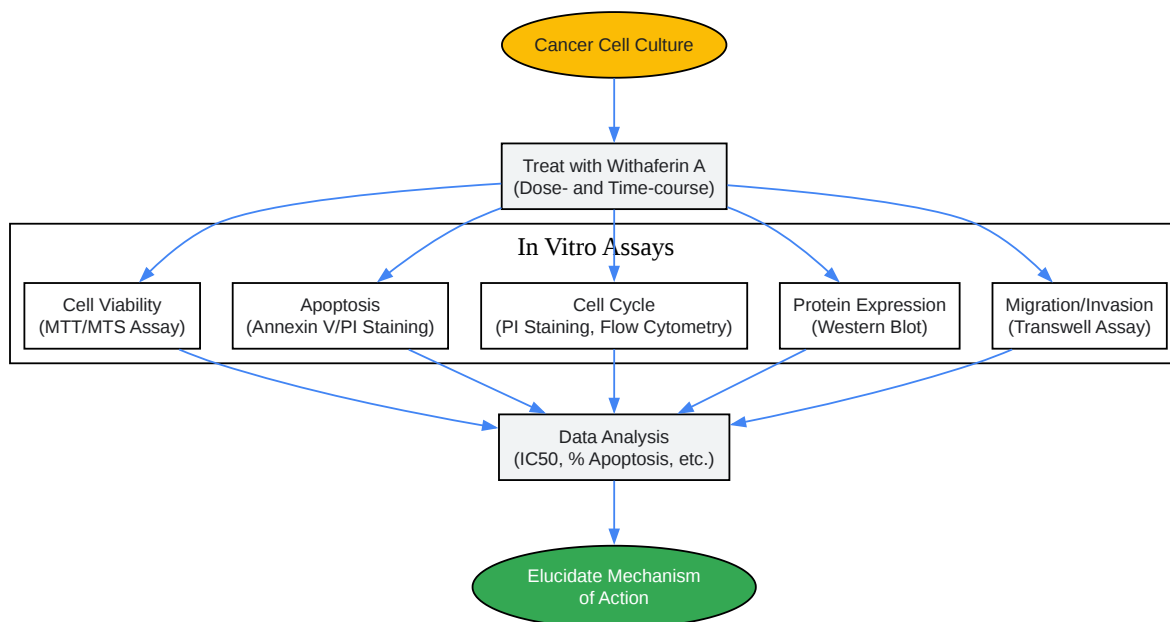 Cancer Cell Culture
Treat with Withaferin A
(Dose- and Time-course)
In Vitro Assays
Cell Viability
(MTT/MTS Assay)
Apoptosis
(Annexin V/PI Staining)
Cell Cycle
(PI Staining, Flow Cytometry)
Protein Expression
(Western Blot)
Migration/Invasion
(Transwell Assay)
Data Analysis
(IC50, % Apoptosis, etc.)
Elucidate Mechanism
of Action